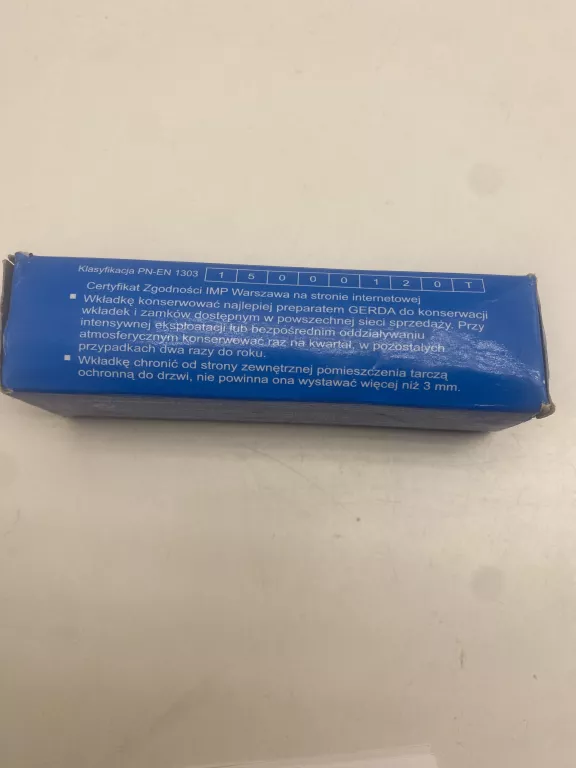 Klasyfikacja PN-EN 1303 1 5 0 0 0 1 2 0 T
Certyfikat Zgodności IMP Warszawa na stronie internetowej
▪ Wkładkę konserwować najlepiej preparatem GERDA do konserwacji
wkładek i zamków dostępnym w powszechnej sieci sprzedaży. Przy
intensywnej eksploatacji lub bezpośrednim oddziaływaniu
atmosferycznym konserwować raz na kwartał, w pozostałych
przypadkach dwa razy do roku.
▪ Wkładkę chronić od strony zewnętrznej pomieszczenia tarczą
ochronną do drzwi, nie powinna ona wystawać więcej niż 3 mm.